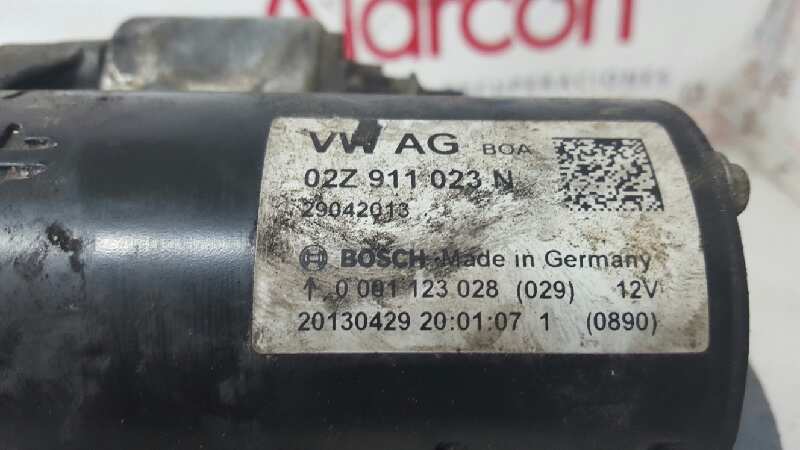 VW AG BOA
02Z 911 023 N
29042013
BOSCH Made in Germany
↑ 0 001 123 028 (029) 12V
20130429 20:01:07 1 (0890)